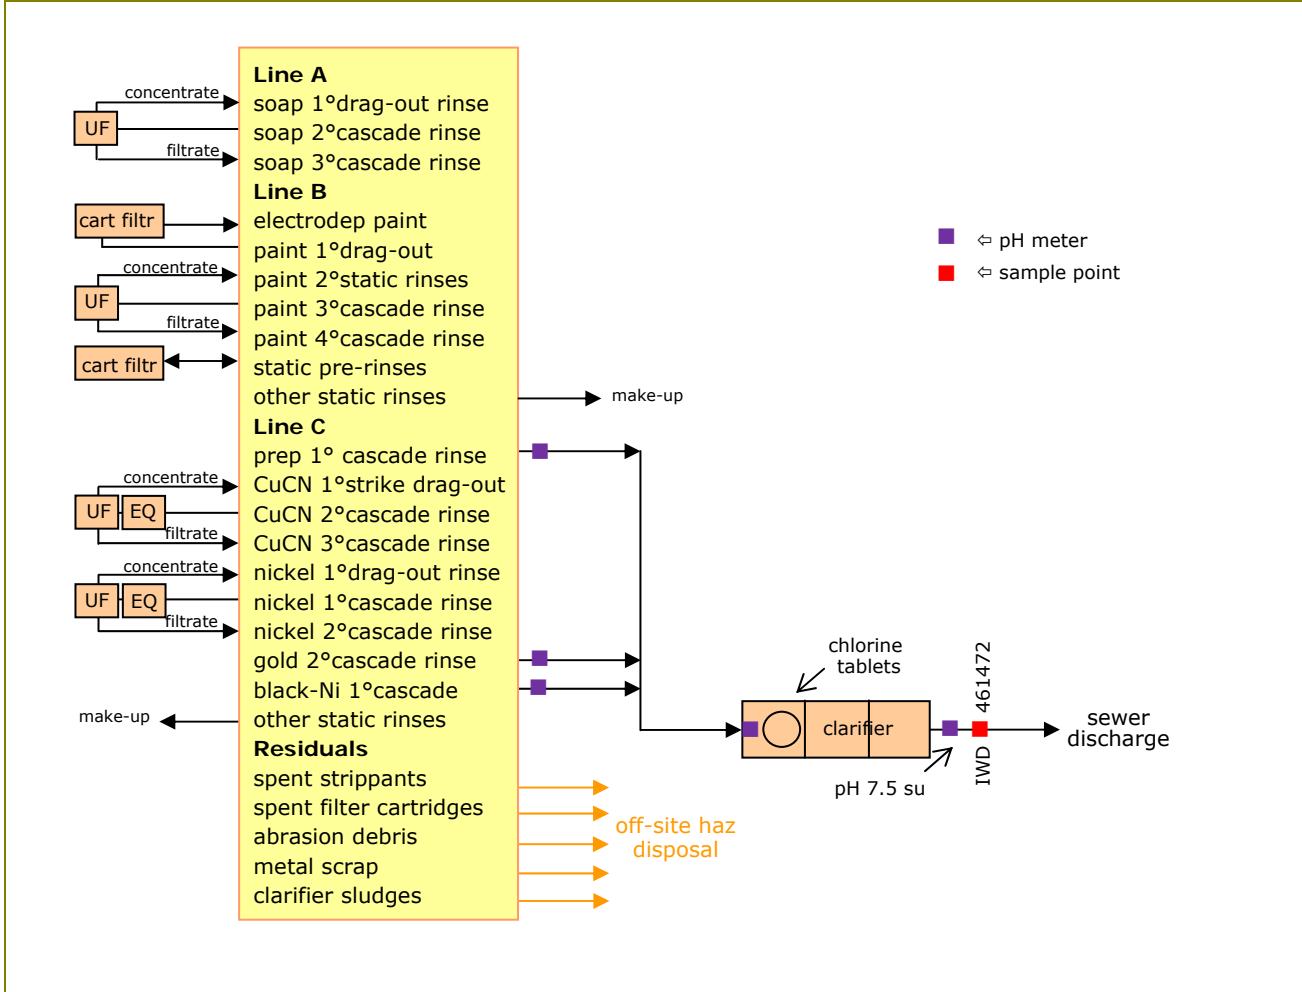 Line A
concentrate
soap 1°drag-out rinse
UF
soap 2°cascade rinse
filtrate
soap 3°cascade rinse
Line B
cart filtr
electrodep paint
paint 1°drag-out
concentrate
paint 2°static rinses
UF
paint 3°cascade rinse
filtrate
paint 4°cascade rinse
cart filtr
static pre-rinses
other static rinses
make-up
Line C
prep 1° cascade rinse
concentrate
CuCN 1°strike drag-out
UF EQ
CuCN 2°cascade rinse
filtrate
CuCN 3°cascade rinse
concentrate
nickel 1°drag-out rinse
UF EQ
nickel 1°cascade rinse
filtrate
nickel 2°cascade rinse
gold 2°cascade rinse
black-Ni 1°cascade
make-up
other static rinses
Residuals
spent strippants
spent filter cartridges
abrasion debris
metal scrap
clarifier sludges
off-site haz
disposal
⇦ pH meter
⇦ sample point
chlorine
tablets
clarifier
pH 7.5 su
IWD 461472
sewer
discharge